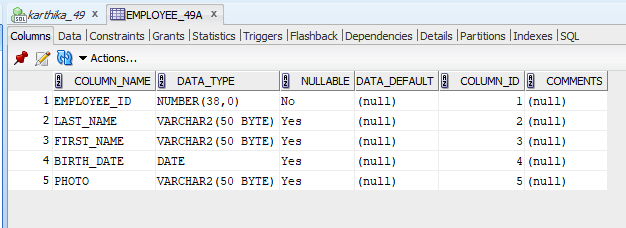 karthika_49 EMPLOYEE_49A
Columns Data Constraints Grants Statistics Triggers Flashback Dependencies Details Partitions Indexes SQL
Actions...
COLUMN_NAME DATA_TYPE NULLABLE DATA_DEFAULT COLUMN_ID COMMENTS
1 EMPLOYEE_ID NUMBER(38,0) No (null) 1 (null)
2 LAST_NAME VARCHAR2(50 BYTE) Yes (null) 2 (null)
3 FIRST_NAME VARCHAR2(50 BYTE) Yes (null) 3 (null)
4 BIRTH_DATE DATE Yes (null) 4 (null)
5 PHOTO VARCHAR2(50 BYTE) Yes (null) 5 (null)